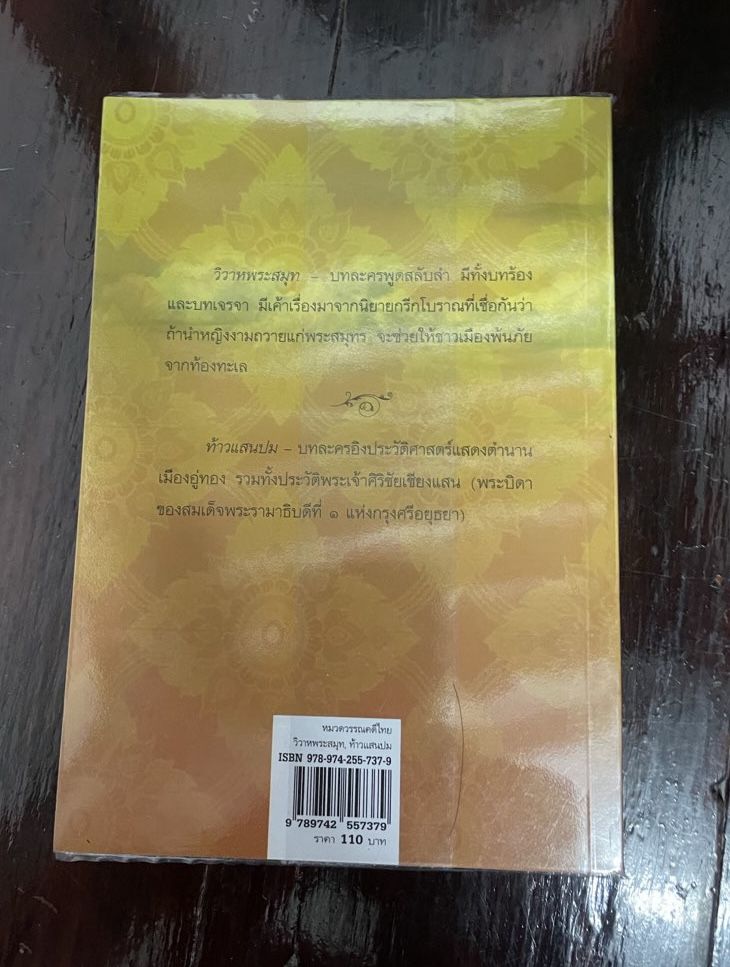 วิวาหพระสมุท – บทละครพูดสลับลำ มีทั้งบทร้อง
และบทเจรจา มีเค้าเรื่องมาจากนิยายกรีกโบราณที่เชื่อกันว่า
ถ้านำหญิงงามถวายแก่พระสมุทร จะช่วยให้ชาวเมืองพ้นภัย
จากท้องทะเล
ท้าวแสนปม – บทละครอิงประวัติศาสตร์แสดงตำนาน
เมืองอู่ทอง รวมทั้งประวัติพระเจ้าศิริชัยเชียงแสน (พระบิดา
ของสมเด็จพระรามาธิบดีที่ ๑ แห่งกรุงศรีอยุธยา)
หมวดวรรณคดีไทย
วิวาหพระสมุท, ท้าวแสนปม
ISBN 978-974-255-737-9
9 789742 557379
ราคา 110 บาท